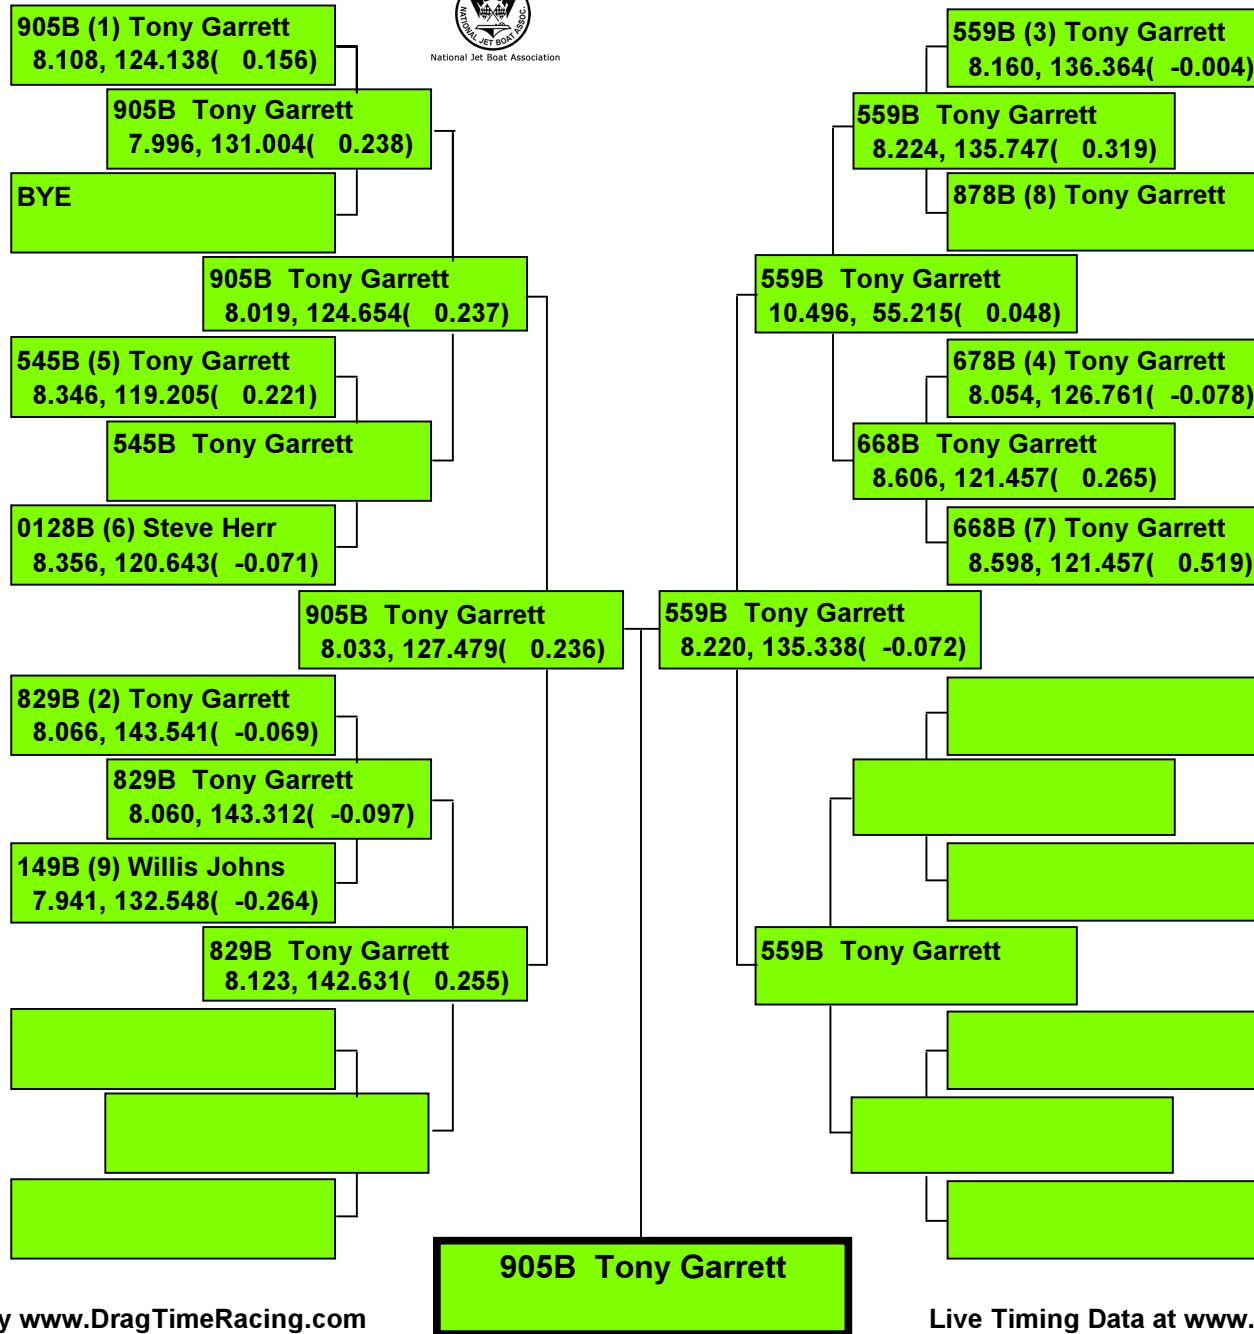 NATIONAL JET BOAT ASSOC.
National Jet Boat Association
905B (1) Tony Garrett
8.108, 124.138( 0.156)
905B Tony Garrett
7.996, 131.004( 0.238)
BYE
905B Tony Garrett
8.019, 124.654( 0.237)
545B (5) Tony Garrett
8.346, 119.205( 0.221)
545B Tony Garrett
0128B (6) Steve Herr
8.356, 120.643( -0.071)
905B Tony Garrett
8.033, 127.479( 0.236)
829B (2) Tony Garrett
8.066, 143.541( -0.069)
829B Tony Garrett
8.060, 143.312( -0.097)
149B (9) Willis Johns
7.941, 132.548( -0.264)
829B Tony Garrett
8.123, 142.631( 0.255)
559B (3) Tony Garrett
8.160, 136.364( -0.004)
559B Tony Garrett
8.224, 135.747( 0.319)
878B (8) Tony Garrett
559B Tony Garrett
10.496, 55.215( 0.048)
678B (4) Tony Garrett
8.054, 126.761( -0.078)
668B Tony Garrett
8.606, 121.457( 0.265)
668B (7) Tony Garrett
8.598, 121.457( 0.519)
559B Tony Garrett
8.220, 135.338( -0.072)
559B Tony Garrett
905B Tony Garrett
y www.DragTimeRacing.com
Live Timing Data at www.